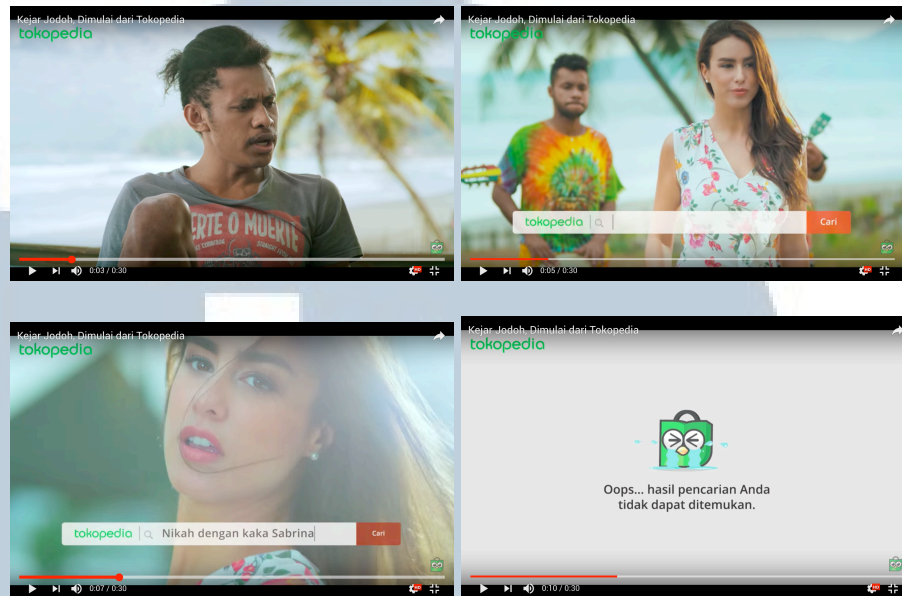 Kejar Jodoh, Dimulai dari Tokopedia
tokopedia
ERTE O MUERTE
0:03 / 0:30
Kejar Jodoh, Dimulai dari Tokopedia
tokopedia
tokopedia
Cari
0:05 / 0:30
Kejar Jodoh, Dimulai dari Tokopedia
tokopedia
tokopedia Nikah dengan kaka Sabrina
Cari
0:07 / 0:30
Kejar Jodoh, Dimulai dari Tokopedia
tokopedia
Oops... hasil pencarian Anda
tidak dapat ditemukan.
0:10 / 0:30